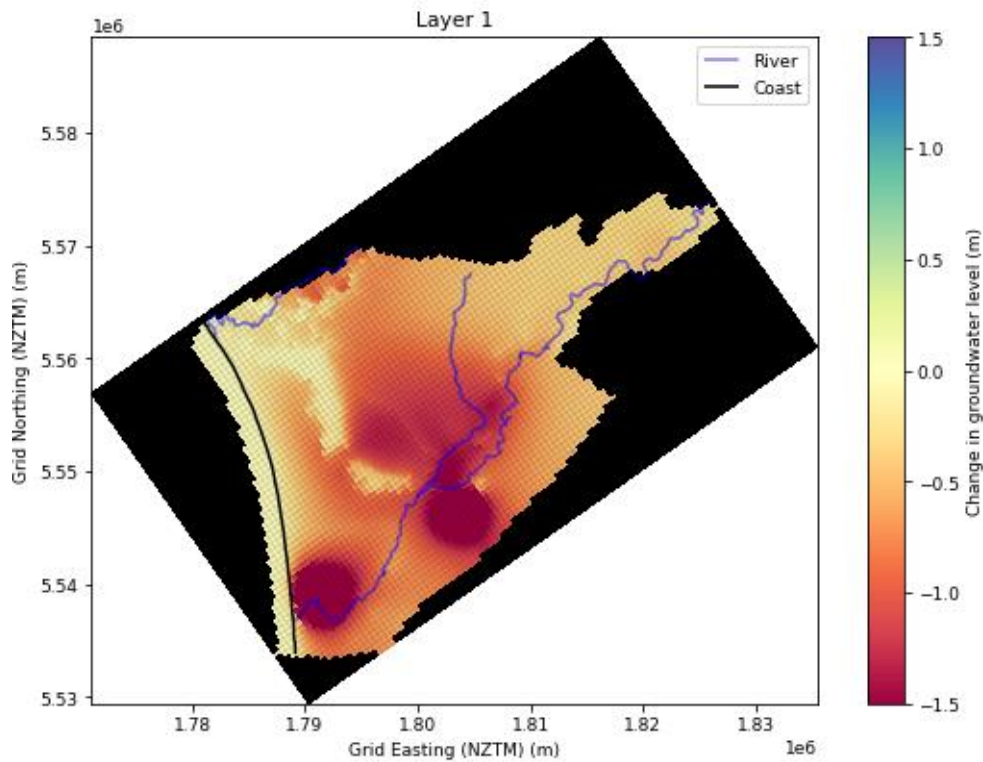 Layer 1
1e6
River
Coast
5.58
5.57
5.56
5.55
5.54
5.53
Grid Northing (NZTM) (m)
1.78
1.79
1.80
1.81
1.82
1.83
1e6
Grid Easting (NZTM) (m)
1.5
1.0
0.5
0.0
−0.5
−1.0
−1.5
Change in groundwater level (m)